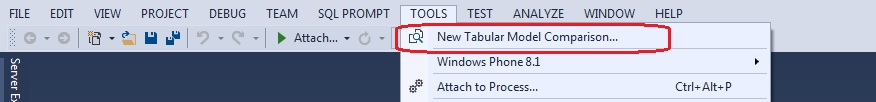 FILE EDIT VIEW PROJECT DEBUG TEAM SQL PROMPT TOOLS TEST ANALYZE WINDOW HELP
Attach...
New Tabular Model Comparison...
Windows Phone 8.1
Attach to Process... Ctrl+Alt+P